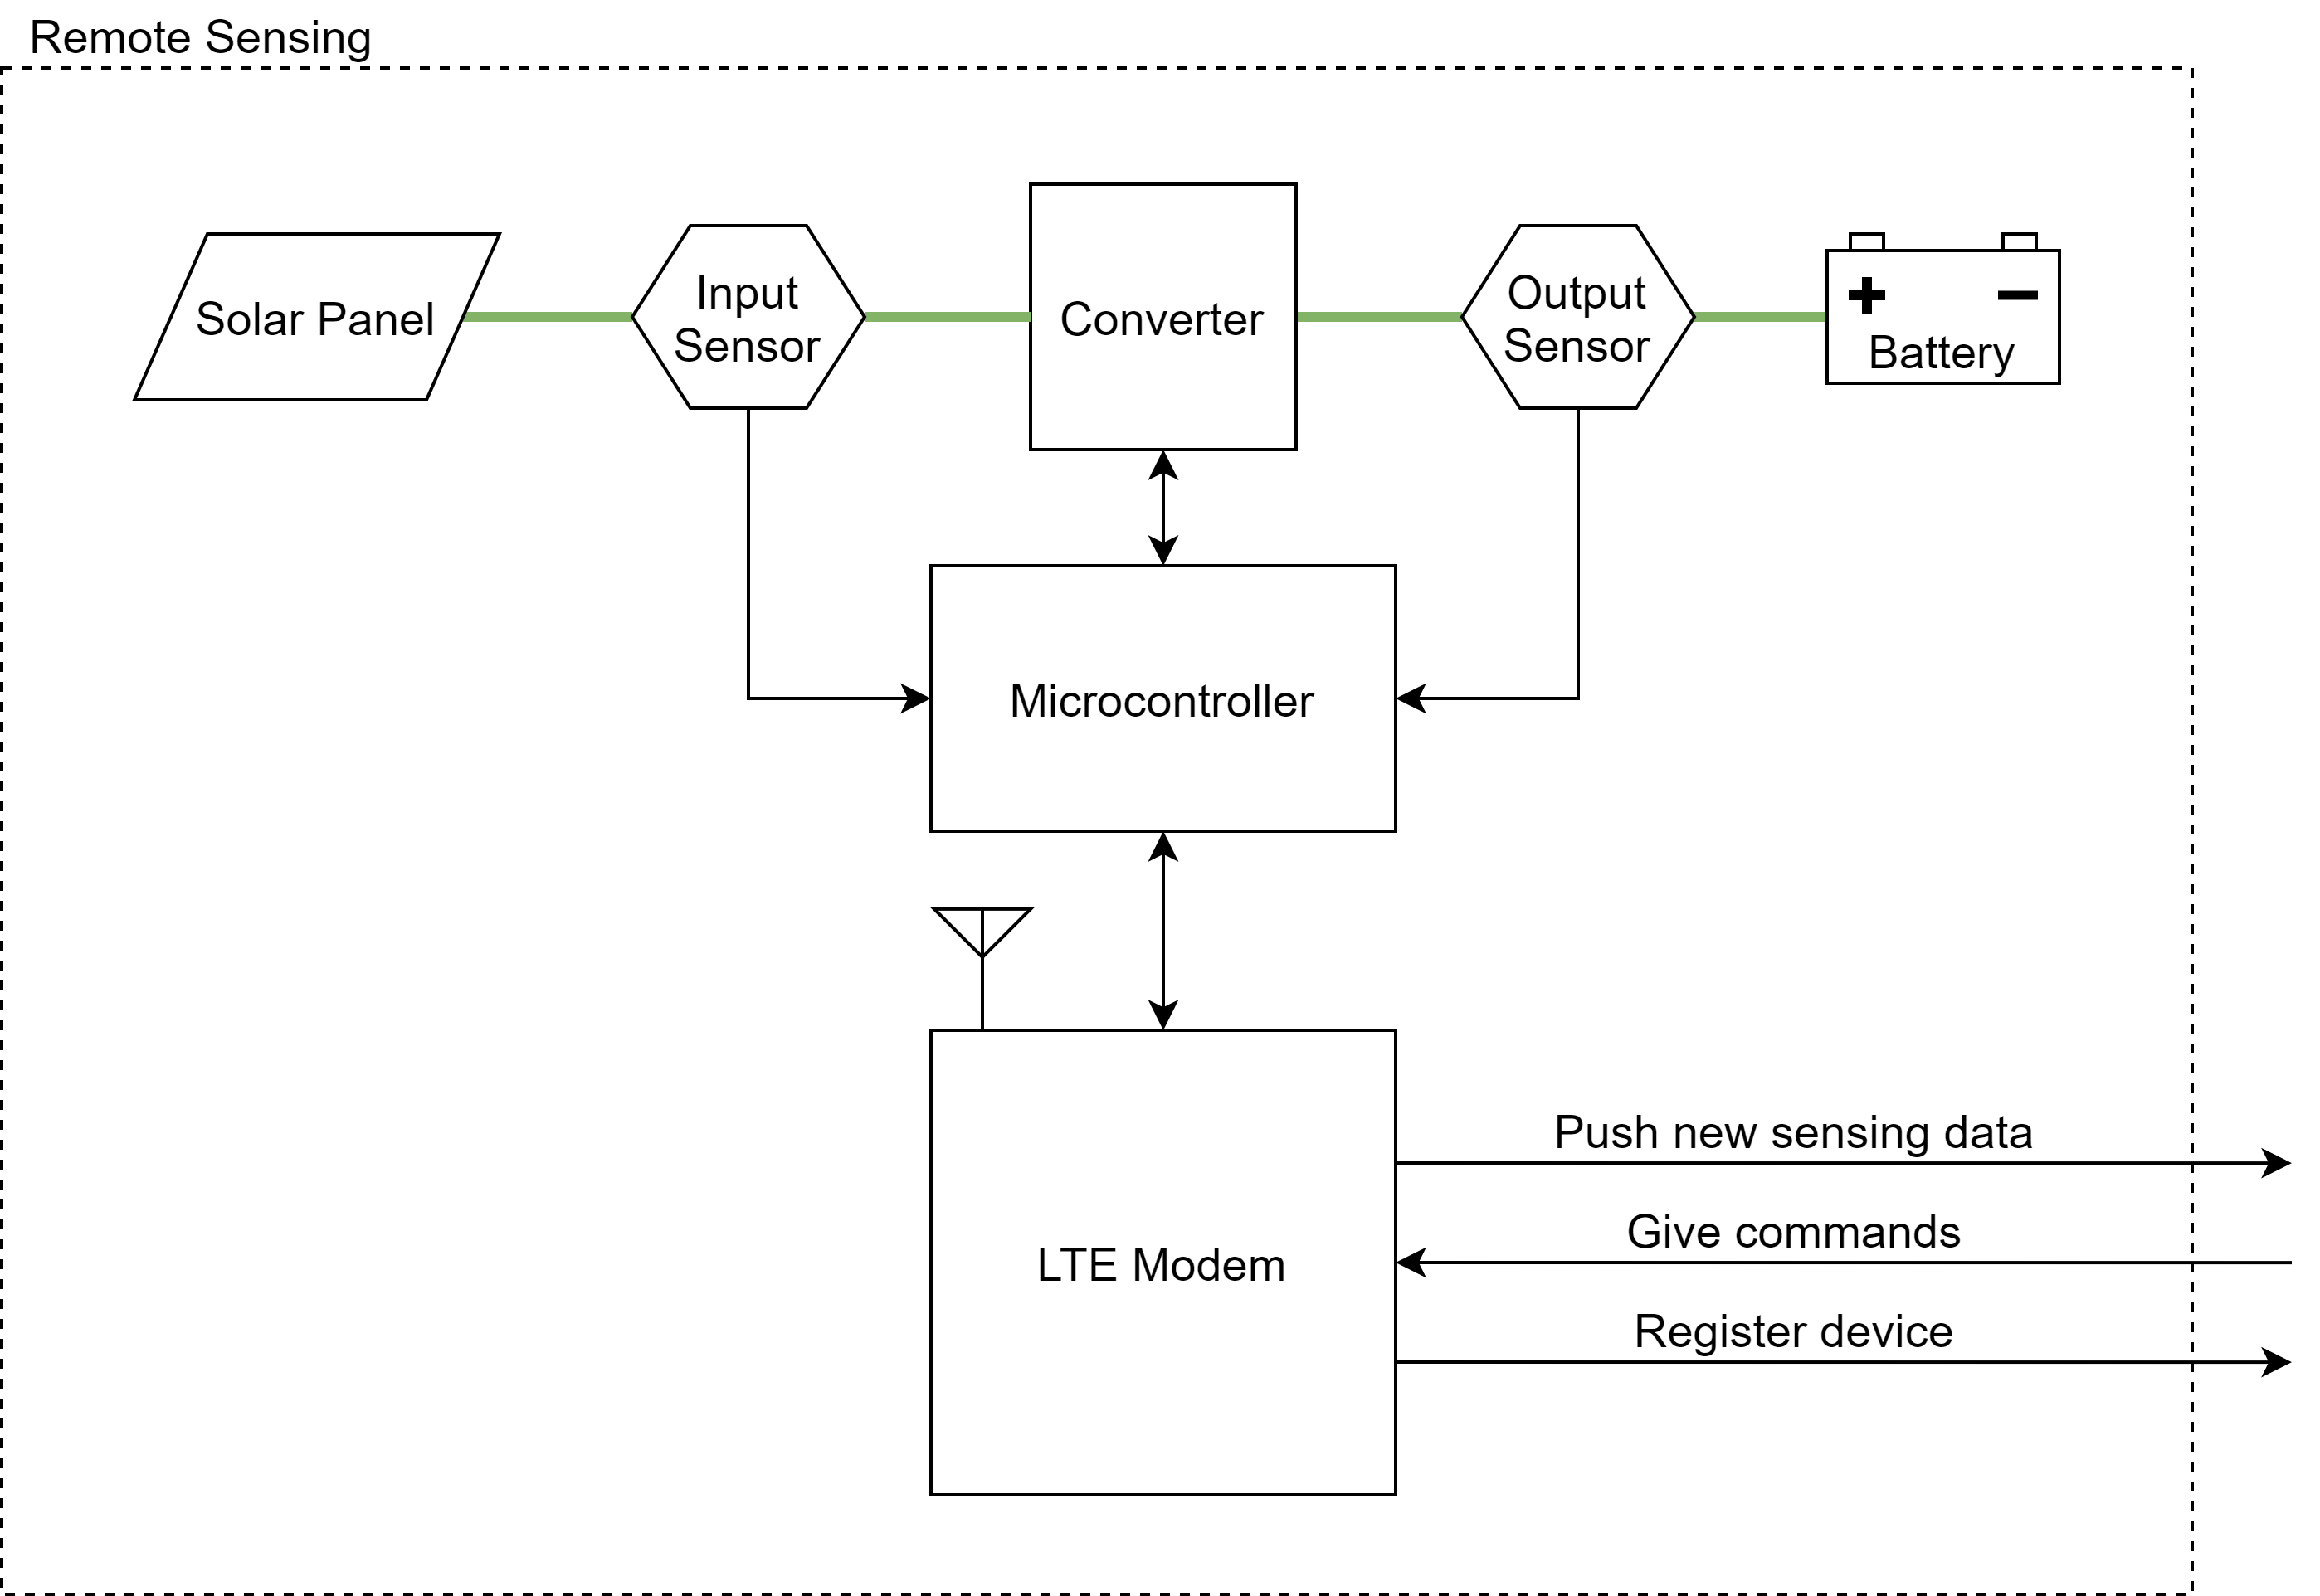 Remote Sensing
Solar Panel
Input
Sensor
Converter
Output
Sensor
Battery
Microcontroller
LTE Modem
Push new sensing data
Give commands
Register device